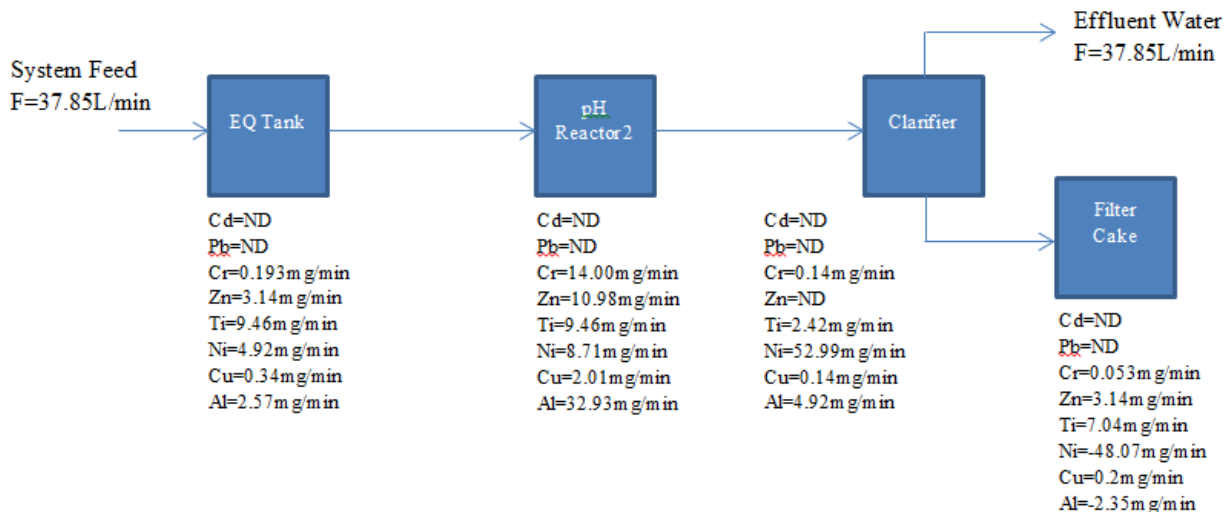 System Feed
F=37.85L/min
EQ Tank
Cd=ND
Pb=ND
Cr=0.193mg/min
Zn=3.14mg/min
Ti=9.46mg/min
Ni=4.92mg/min
Cu=0.34mg/min
Al=2.57mg/min
pH
Reactor2
Cd=ND
Pb=ND
Cr=14.00mg/min
Zn=10.98mg/min
Ti=9.46mg/min
Ni=8.71mg/min
Cu=2.01mg/min
Al=32.93mg/min
Clarifier
Cd=ND
Pb=ND
Cr=0.14mg/min
Zn=ND
Ti=2.42mg/min
Ni=52.99mg/min
Cu=0.14mg/min
Al=4.92mg/min
Effluent Water
F=37.85L/min
Filter
Cake
Cd=ND
Pb=ND
Cr=0.053mg/min
Zn=3.14mg/min
Ti=7.04mg/min
Ni=-48.07mg/min
Cu=0.2mg/min
Al=-2.35mg/min